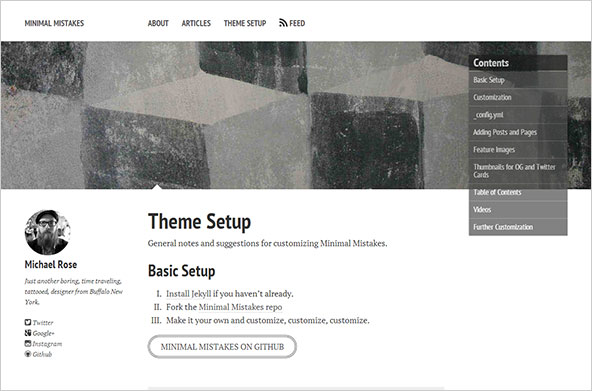 MINIMAL MISTAKES
ABOUT ARTICLES THEME SETUP FEED
Contents
Basic Setup
Customization
_config.yml
Adding Posts and Pages
Feature Images
Thumbnails for OG and Twitter
Cards
Table of Contents
Videos
Further Customization
Michael Rose
Just another boring, time traveling,
tattooed, designer from Buffalo New
York.
Twitter
Google+
Instagram
Github
Theme Setup
General notes and suggestions for customizing Minimal Mistakes.
Basic Setup
I. Install Jekyll if you haven't already.
II. Fork the Minimal Mistakes repo
III. Make it your own and customize, customize, customize.
MINIMAL MISTAKES ON GITHUB